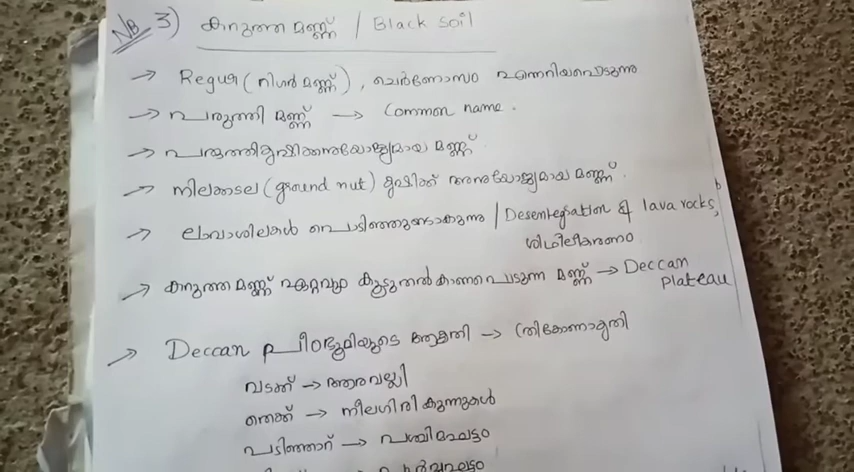 NB 3) കറുത്ത മണ്ണ് / Black Soil
→ Regur (റിഗർ മണ്ണ്), ചെർണോസം എന്നറിയപ്പെടുന്നു
→ പരുത്തി മണ്ണ് → Common name.
→ പരുത്തികൃഷിക്കനുയോജ്യമായ മണ്ണ്
→ നിലക്കടല (ground nut) കൃഷിക്ക് അനുയോജ്യമായ മണ്ണ്.
→ ലാവാശിലകൾ പൊടിഞ്ഞുണ്ടാകുന്നു / Desentegration of lava rocks,
ശിഥിലീകരണം
→ കറുത്ത മണ്ണ് ഏറ്റവും കൂടുതൽ കാണപ്പെടുന്ന മണ്ണ് → Deccan
plateau
→ Deccan പീഠഭൂമിയുടെ ആകൃതി → ത്രികോണാകൃതി
വടക്ക് → ആരവല്ലി
തെക്ക് → നീലഗിരി കുന്നുകൾ
പടിഞ്ഞാറ് → പശ്ചിമഘട്ടം